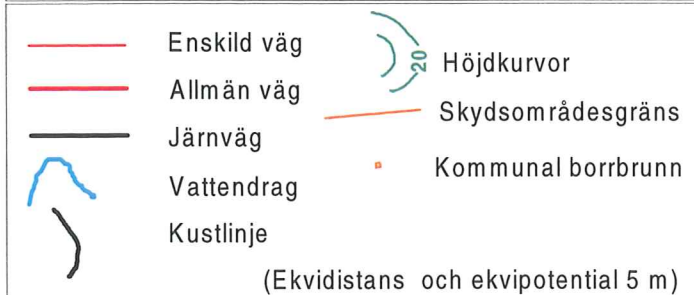 Enskild väg
Allmän väg
Järnväg
Vattendrag
Kustlinje
20
Höjdkurvor
Skydsområdesgräns
Kommunal borrbrunn
(Ekvidistans och ekvipotential 5 m)